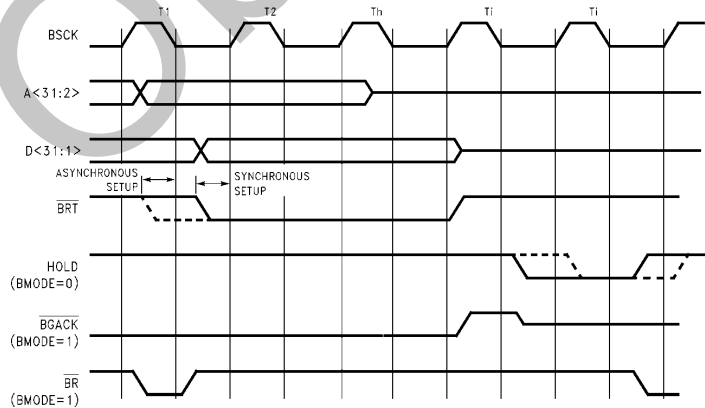 T1 T2 Th Ti Ti
BSCK
A<31:2>
D<31:1>
ASYNCHRONOUS SETUP
SYNCHRONOUS SETUP
BRT
HOLD
(BMODE=0)
BGACK
(BMODE=1)
BR
(BMODE=1)